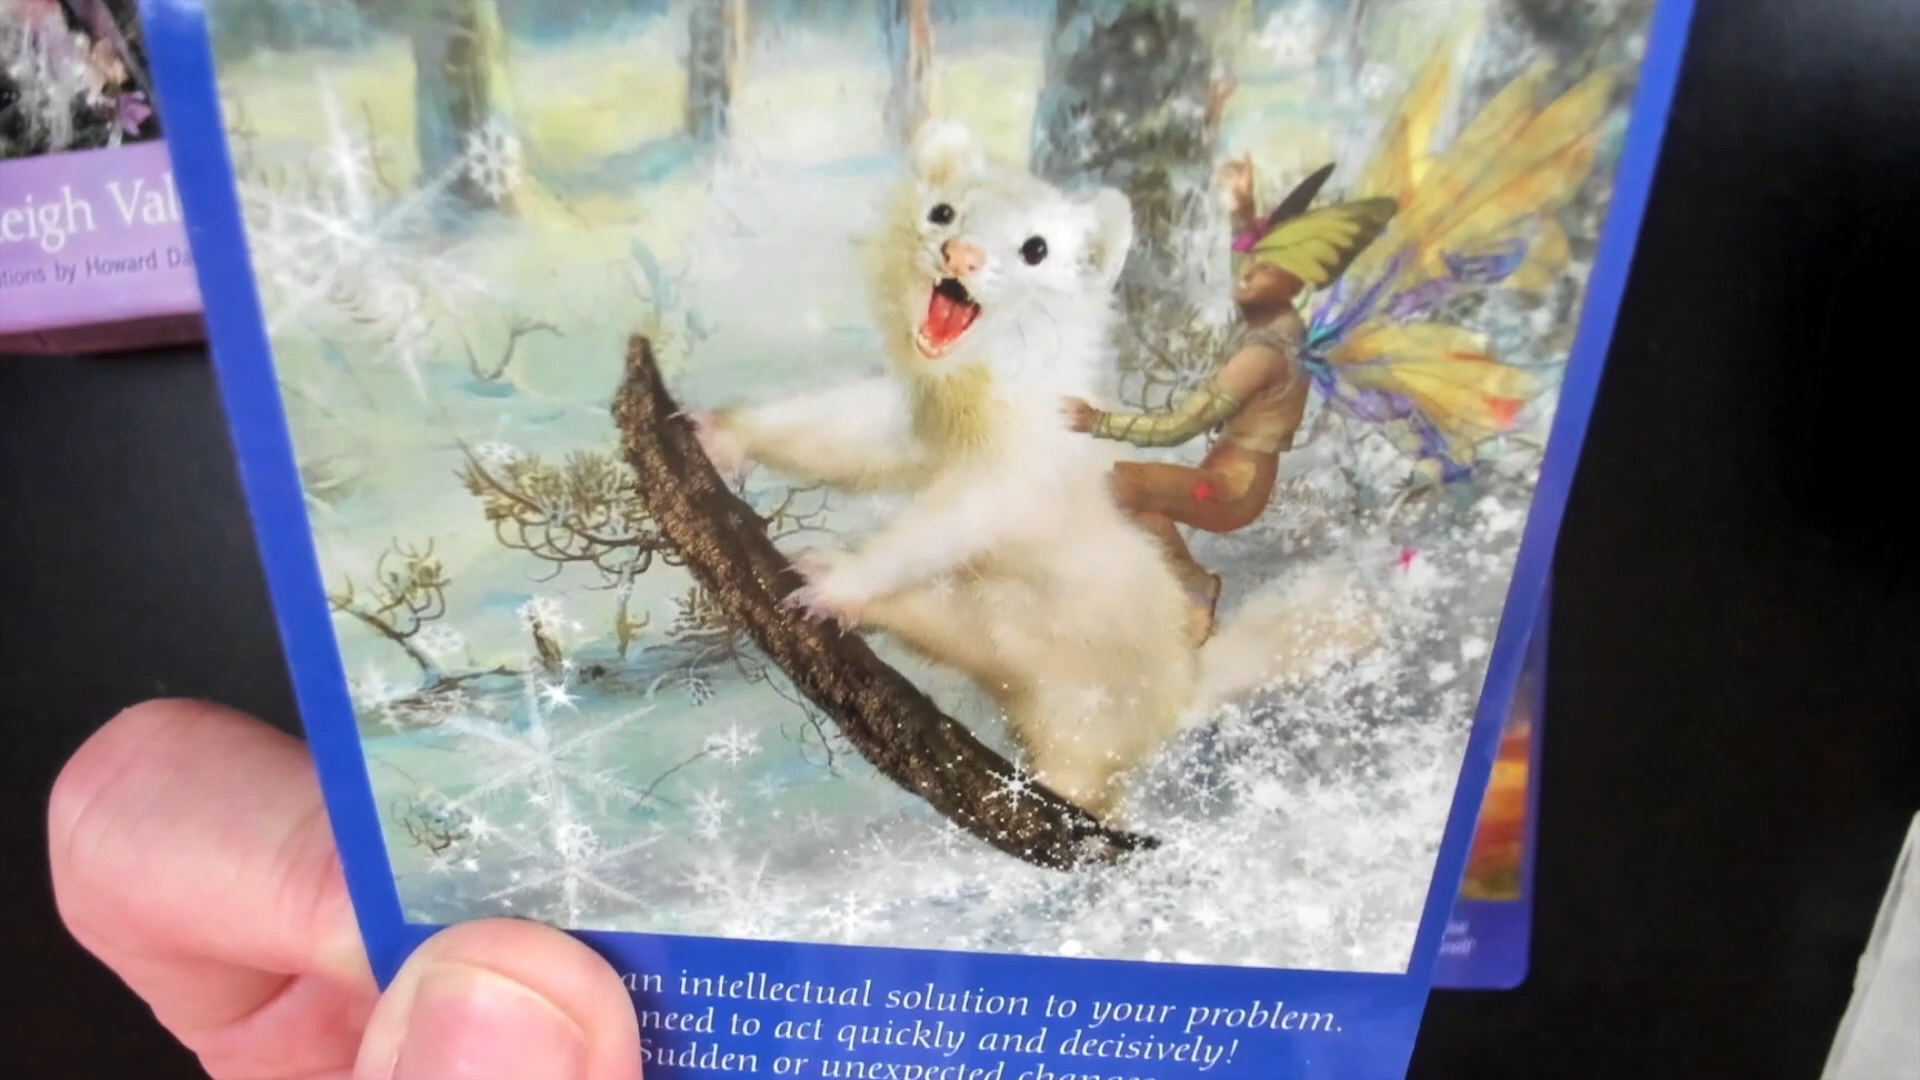 eigh Val
tions by Howard Da
an intellectual solution to your problem.
need to act quickly and decisively!
Sudden or unexpected changes